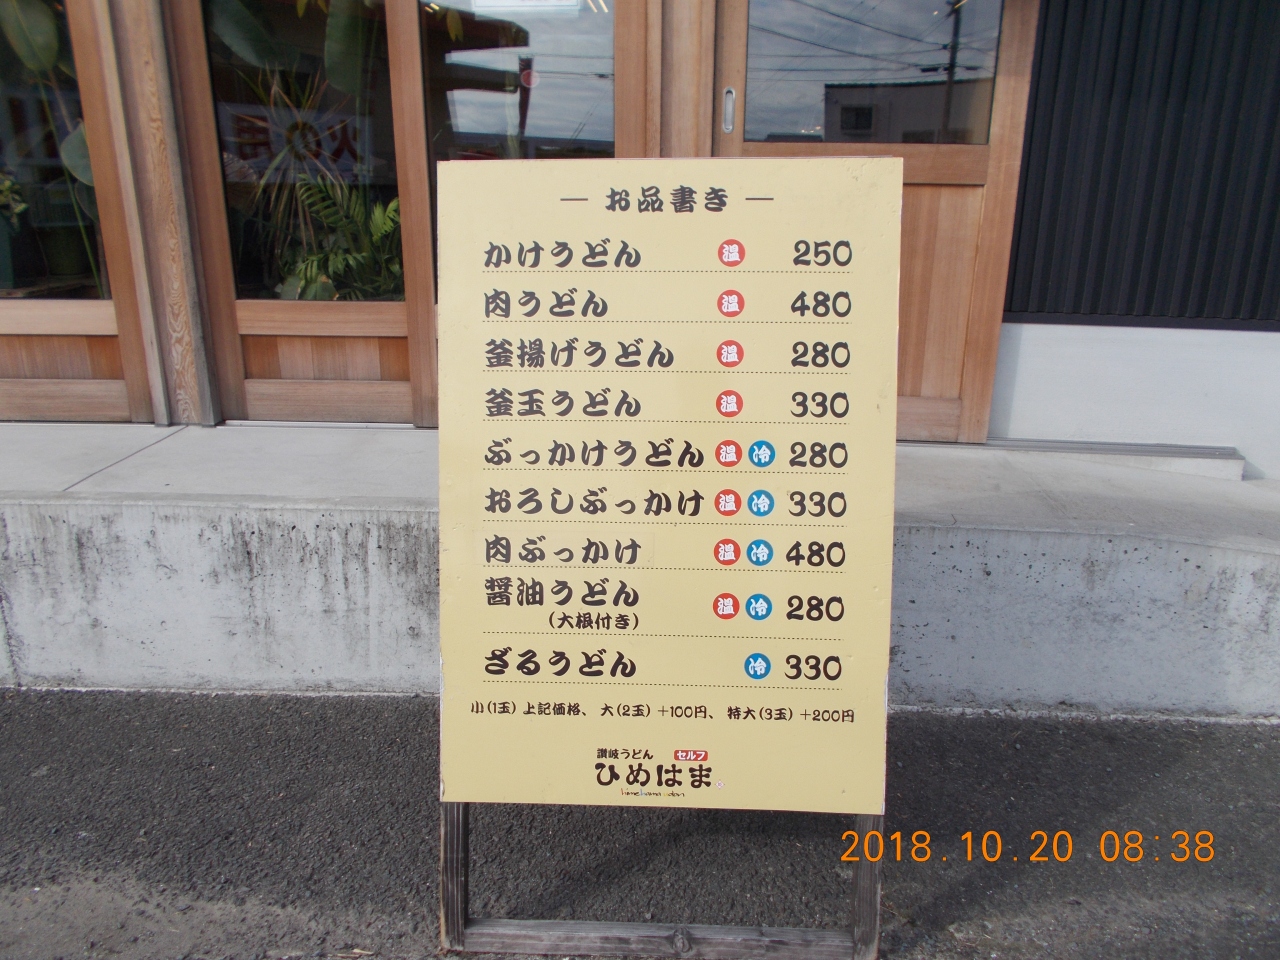 ― お品書き ―
かけうどん 温 250
肉うどん 温 480
釜揚げうどん 温 280
釜玉うどん 温 330
ぶっかけうどん 温 冷 280
おろしぶっかけ 温 冷 330
肉ぶっかけ 温 冷 480
醤油うどん 温 冷 280
(大根付き)
ざるうどん 冷 330
小(1玉) 上記価格、 大(2玉) +100円、 特大(3玉) +200円
讃岐うどん セルフ
ひめはま
2018.10.20 08:38